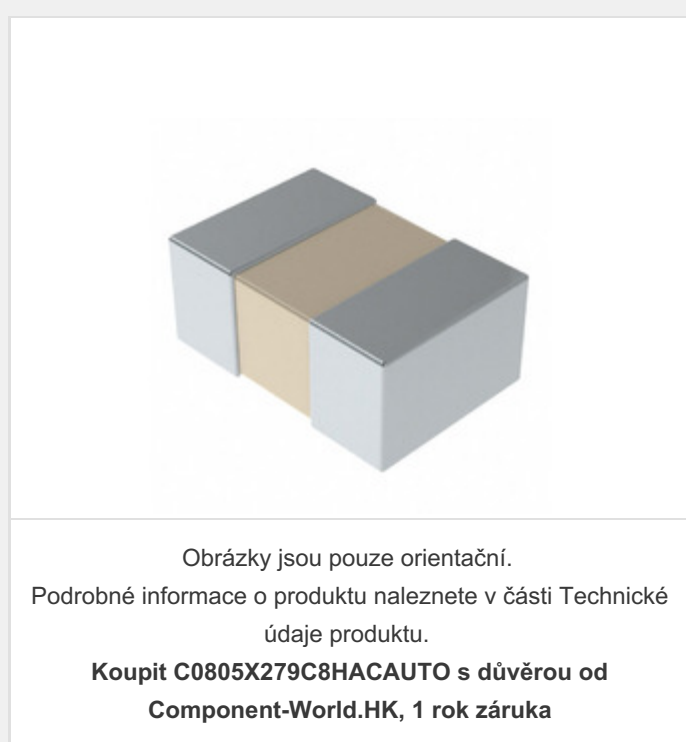 Obrázky jsou pouze orientační.
Podrobné informace o produktu naleznete v části Technické
údaje produktu.
Koupit C0805X279C8HACAUTO s důvěrou od
Component-World.HK, 1 rok záruka